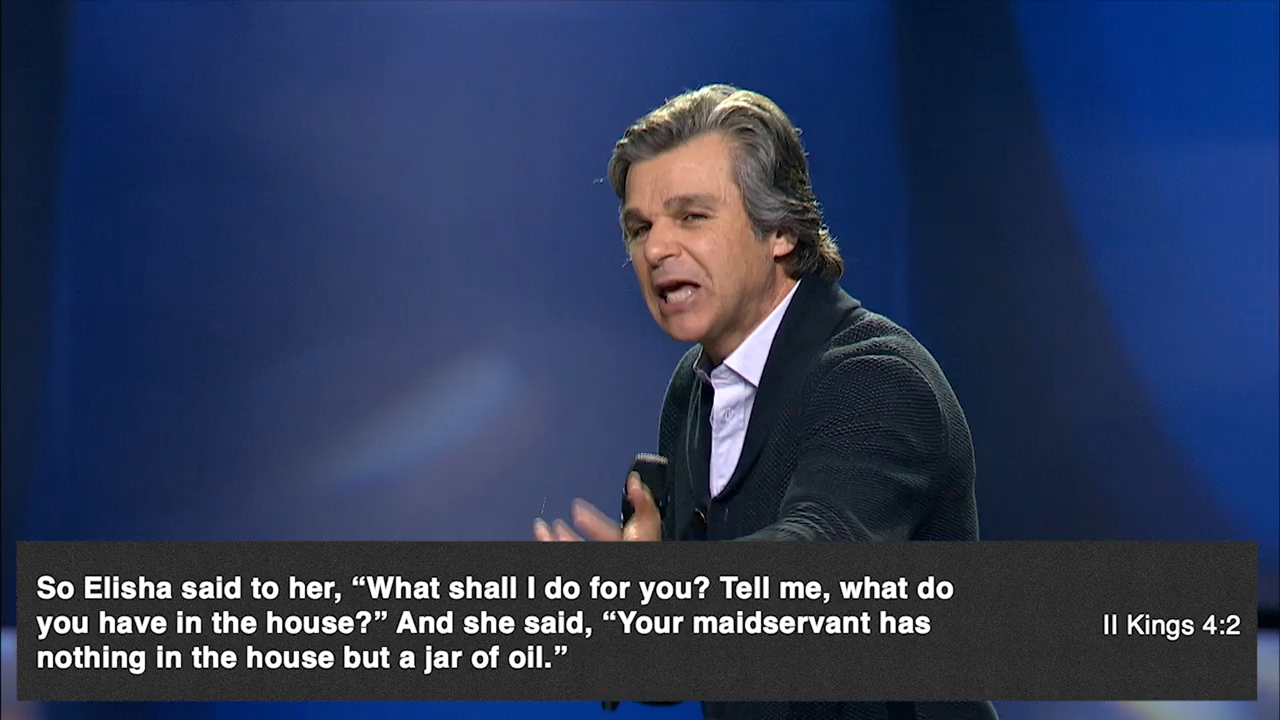 So Elisha said to her, “What shall I do for you? Tell me, what do
you have in the house?” And she said, “Your maidservant has
nothing in the house but a jar of oil.”
II Kings 4:2